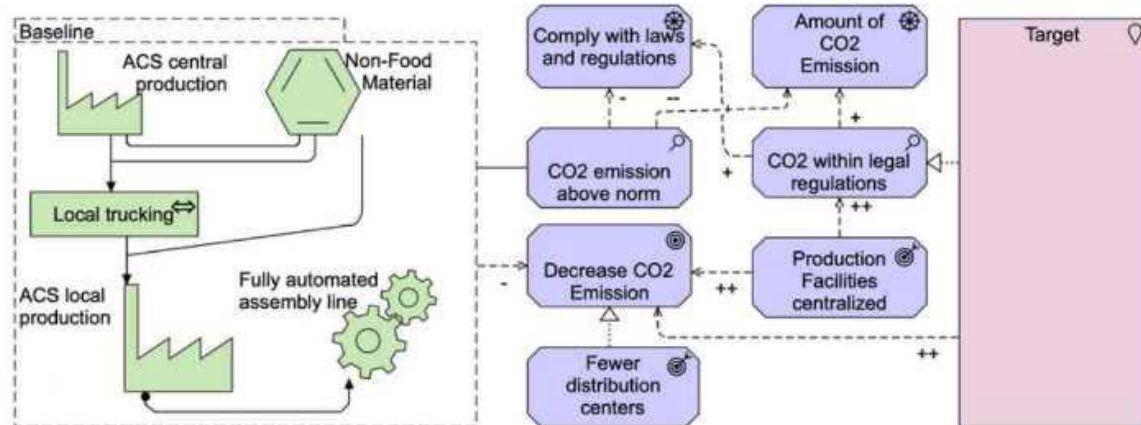 Baseline
ACS central
production
Non-Food
Material
Local trucking
ACS local
production
Fully automated
assembly line
Comply with laws
and regulations
Amount of
CO2
Emission
-
--
+
+
CO2 emission
above norm
CO2 within legal
regulations
++
Decrease CO2
Emission
-
++
Production
Facilities
centralized
++
Fewer
distribution
centers
Target